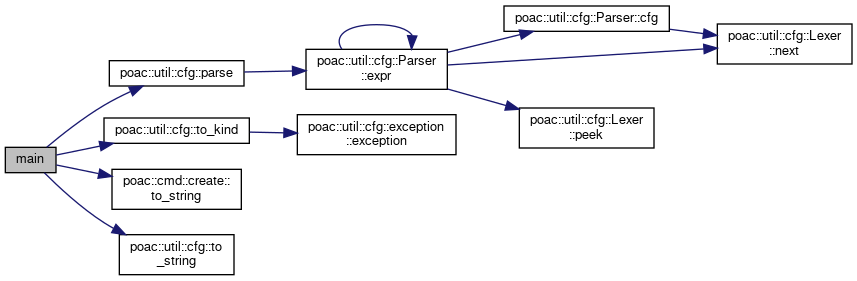 poac::util::cfg::Parser::cfg
poac::util::cfg::Lexer
::next
poac::util::cfg::Parser
::expr
poac::util::cfg::parse
poac::util::cfg::Lexer
::peek
poac::util::cfg::to_kind
poac::util::cfg::exception
::exception
main
poac::cmd::create::
to_string
poac::util::cfg::to
_string